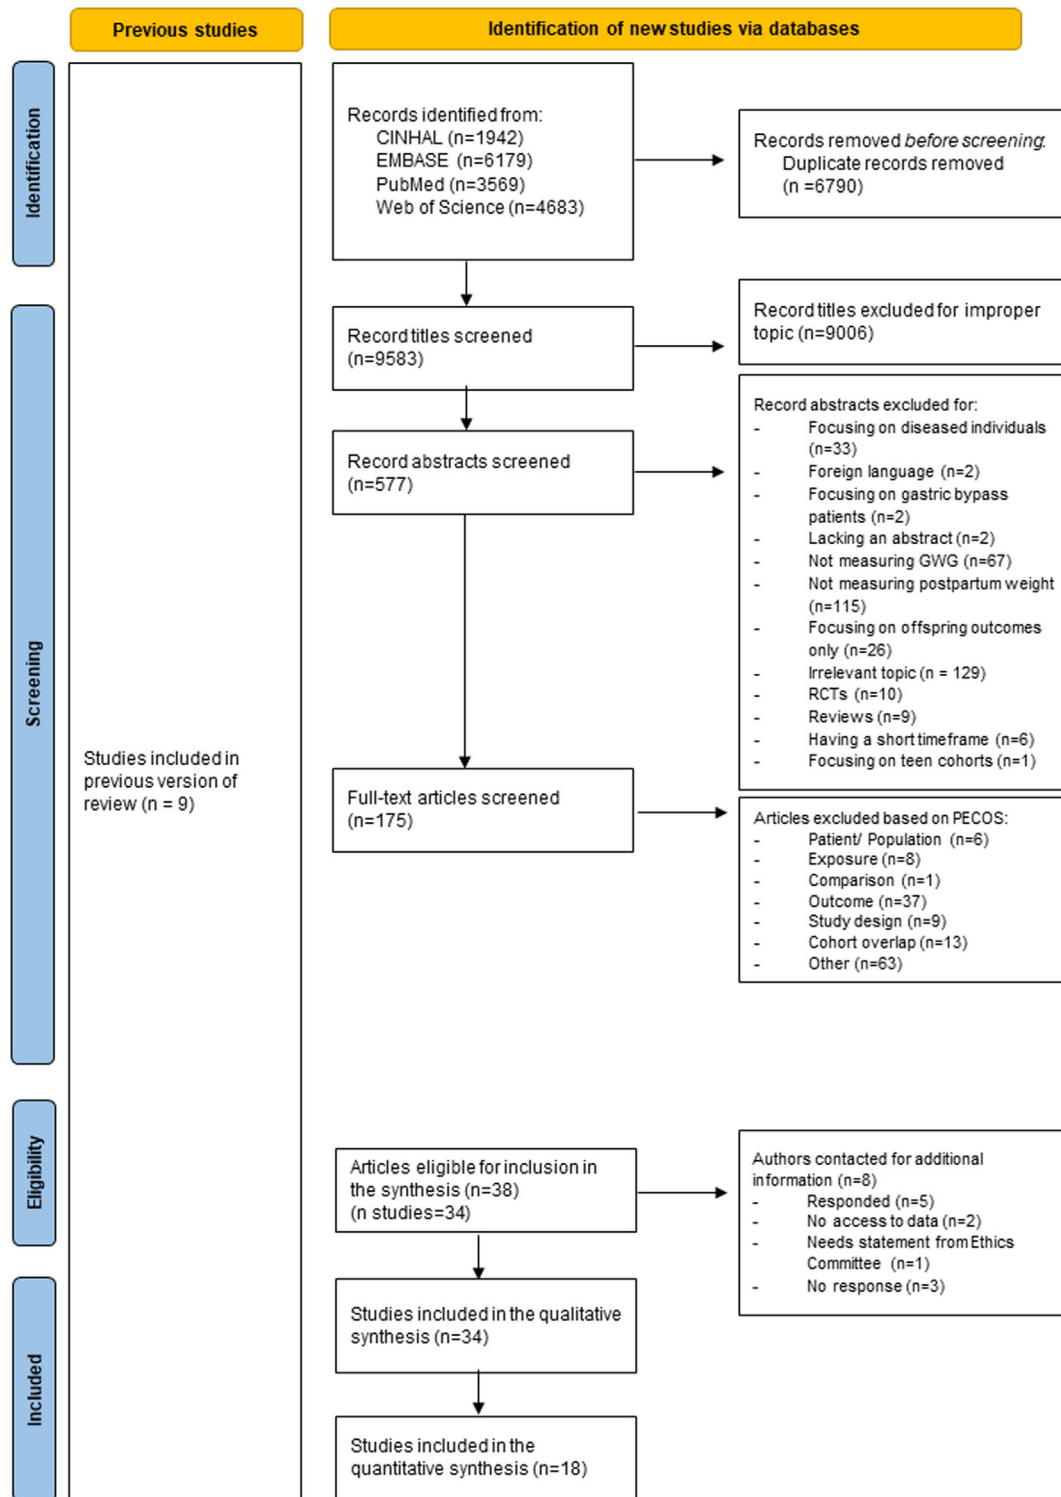 Previous studies
Identification of new studies via databases
Identification
Records identified from:
CINHAL (n=1942)
EMBASE (n=6179)
PubMed (n=3569)
Web of Science (n=4683)
Records removed before screening:
Duplicate records removed
(n =6790)
Screening
Record titles screened
(n=9583)
Record titles excluded for improper
topic (n=9006)
Record abstracts screened
(n=577)
Record abstracts excluded for:
- Focusing on diseased individuals
(n=33)
- Foreign language (n=2)
- Focusing on gastric bypass
patients (n=2)
- Lacking an abstract (n=2)
- Not measuring GWG (n=67)
- Not measuring postpartum weight
(n=115)
- Focusing on offspring outcomes
only (n=26)
- Irrelevant topic (n = 129)
- RCTs (n=10)
- Reviews (n=9)
- Having a short timeframe (n=6)
- Focusing on teen cohorts (n=1)
Studies included in
previous version of
review (n = 9)
Full-text articles screened
(n=175)
Articles excluded based on PECOS:
- Patient/ Population (n=6)
- Exposure (n=8)
- Comparison (n=1)
- Outcome (n=37)
- Study design (n=9)
- Cohort overlap (n=13)
- Other (n=63)
Eligibility
Articles eligible for inclusion in
the synthesis (n=38)
(n studies=34)
Authors contacted for additional
information (n=8)
- Responded (n=5)
- No access to data (n=2)
- Needs statement from Ethics
Committee (n=1)
- No response (n=3)
Included
Studies included in the qualitative
synthesis (n=34)
Studies included in the
quantitative synthesis (n=18)